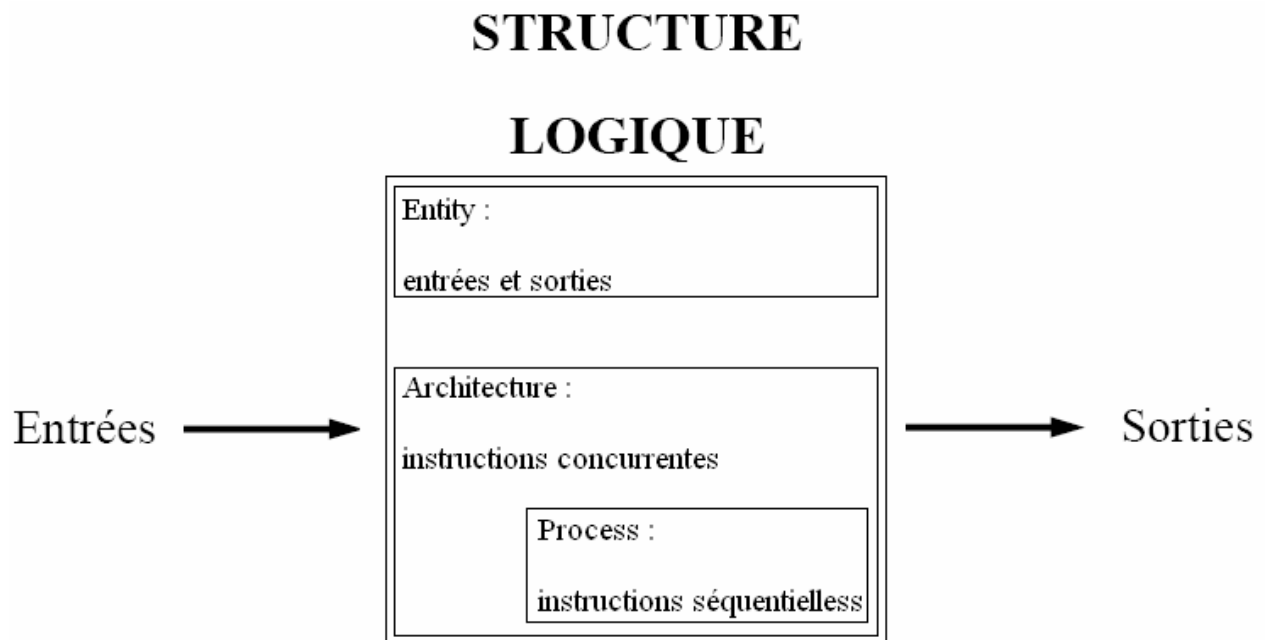 STRUCTURE
LOGIQUE
Entity :
entrées et sorties
Architecture :
Entrées
Sorties
instructions concurrentes
Process :
instructions séquentielless